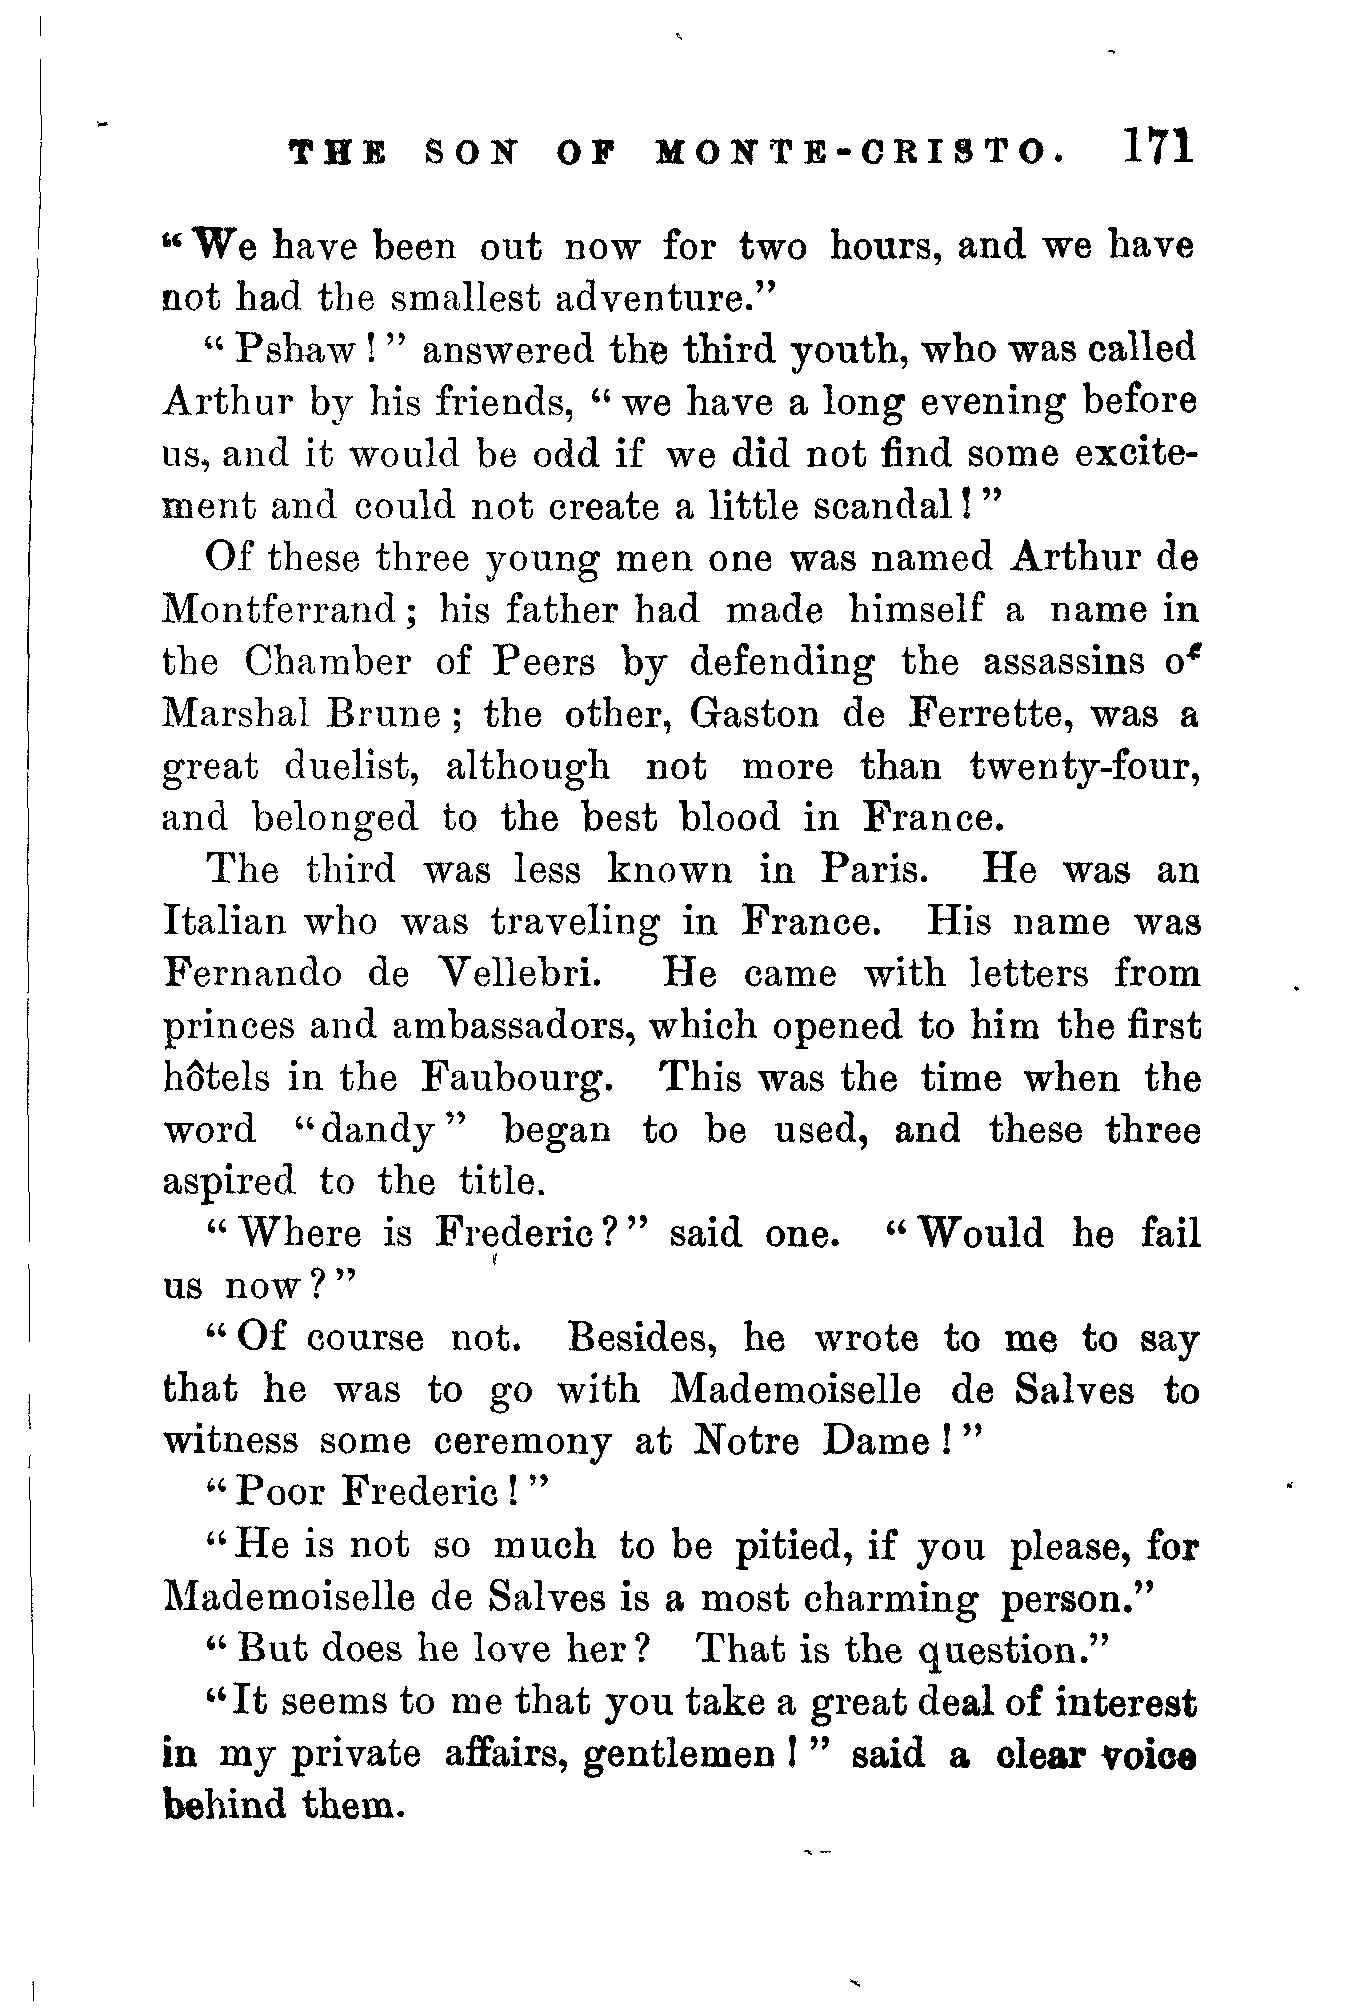 THE SON OF MONTE-CRISTO. 171
“We have been out now for two hours, and we have
not had the smallest adventure.”
“Pshaw!” answered the third youth, who was called
Arthur by his friends, “we have a long evening before
us, and it would be odd if we did not find some excite-
ment and could not create a little scandal!”
Of these three young men one was named Arthur de
Montferrand; his father had made himself a name in
the Chamber of Peers by defending the assassins of
Marshal Brune; the other, Gaston de Ferrette, was a
great duelist, although not more than twenty-four,
and belonged to the best blood in France.
The third was less known in Paris. He was an
Italian who was traveling in France. His name was
Fernando de Vellebri. He came with letters from
princes and ambassadors, which opened to him the first
hôtels in the Faubourg. This was the time when the
word “dandy” began to be used, and these three
aspired to the title.
“Where is Frederic?” said one. “Would he fail
us now?”
“Of course not. Besides, he wrote to me to say
that he was to go with Mademoiselle de Salves to
witness some ceremony at Notre Dame!”
“Poor Frederic!”
“He is not so much to be pitied, if you please, for
Mademoiselle de Salves is a most charming person.”
“But does he love her? That is the question.”
“It seems to me that you take a great deal of interest
in my private affairs, gentlemen!” said a clear voice
behind them.